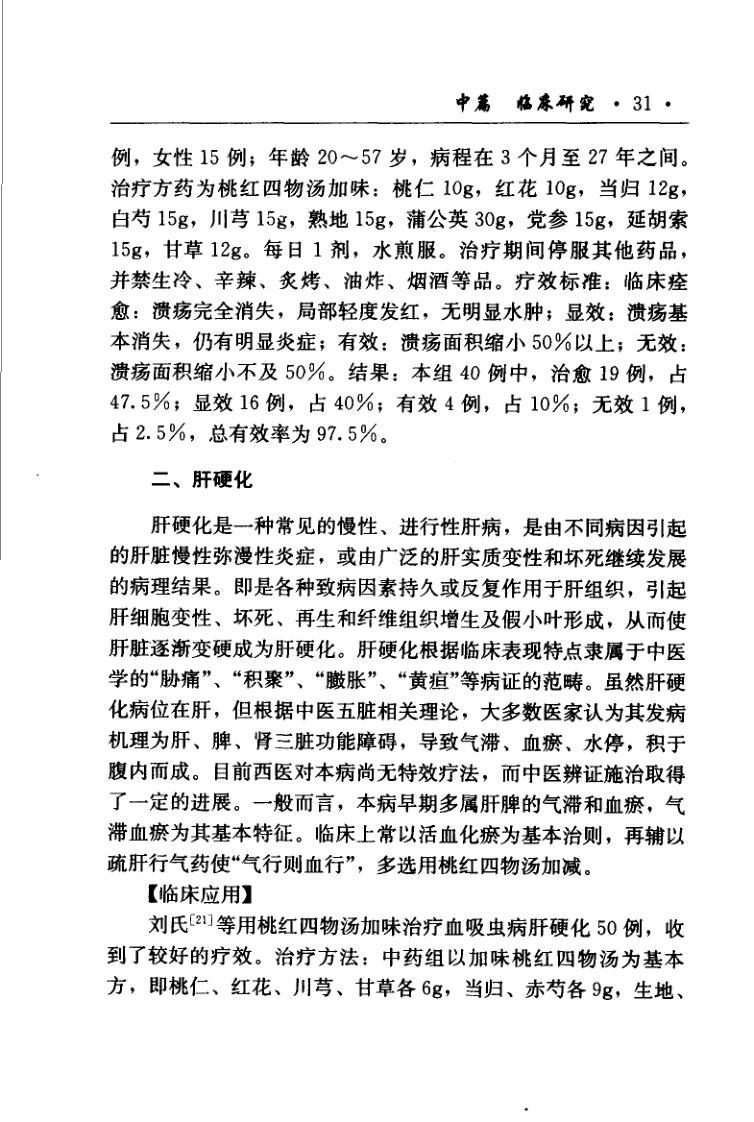 中篇 临床研究 · 31 ·
例，女性 15 例；年龄 20～57 岁，病程在 3 个月至 27 年之间。
治疗方药为桃红四物汤加味：桃仁 10g，红花 10g，当归 12g，
白芍 15g，川芎 15g，熟地 15g，蒲公英 30g，党参 15g，延胡索
15g，甘草 12g。每日 1 剂，水煎服。治疗期间停服其他药品，
并禁生冷、辛辣、炙烤、油炸、烟酒等品。疗效标准：临床痊
愈：溃疡完全消失，局部轻度发红，无明显水肿；显效：溃疡基
本消失，仍有明显炎症；有效：溃疡面积缩小 50%以上；无效：
溃疡面积缩小不及 50%。结果：本组 40 例中，治愈 19 例，占
47.5%；显效 16 例，占 40%；有效 4 例，占 10%；无效 1 例，
占 2.5%，总有效率为 97.5%。
二、肝硬化
肝硬化是一种常见的慢性、进行性肝病，是由不同病因引起
的肝脏慢性弥漫性炎症，或由广泛的肝实质变性和坏死继续发展
的病理结果。即是各种致病因素持久或反复作用于肝组织，引起
肝细胞变性、坏死、再生和纤维组织增生及假小叶形成，从而使
肝脏逐渐变硬成为肝硬化。肝硬化根据临床表现特点隶属于中医
学的“胁痛”、“积聚”、“臌胀”、“黄疸”等病证的范畴。虽然肝硬
化病位在肝，但根据中医五脏相关理论，大多数医家认为其发病
机理为肝、脾、肾三脏功能障碍，导致气滞、血瘀、水停，积于
腹内而成。目前西医对本病尚无特效疗法，而中医辨证施治取得
了一定的进展。一般而言，本病早期多属肝脾的气滞和血瘀，气
滞血瘀为其基本特征。临床上常以活血化瘀为基本治则，再辅以
疏肝行气药使“气行则血行”，多选用桃红四物汤加减。
【临床应用】
刘氏[21]等用桃红四物汤加味治疗血吸虫病肝硬化 50 例，收
到了较好的疗效。治疗方法：中药组以加味桃红四物汤为基本
方，即桃仁、红花、川芎、甘草各 6g，当归、赤芍各 9g，生地、